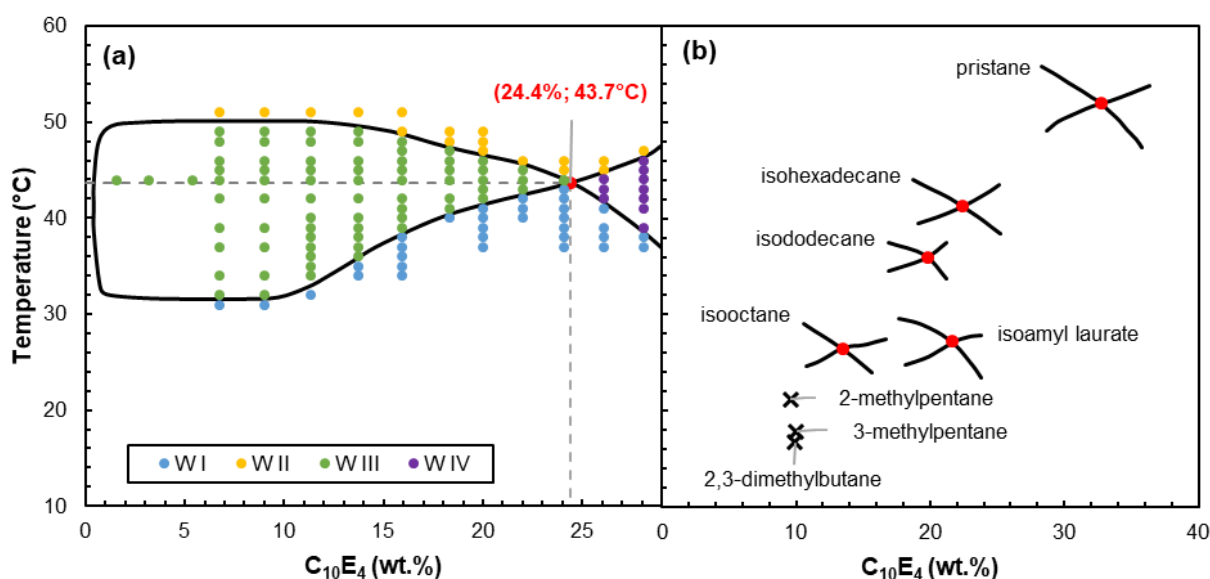 (a)
(24.4%; 43.7°C)
60
50
40
30
20
10
Temperature (°C)
W I W II W III W IV
0 5 10 15 20 25
C₁₀E₄ (wt.%)
(b)
pristane
isohexadecane
isododecane
isooctane
isoamyl laurate
2-methylpentane
3-methylpentane
2,3-dimethylbutane
10 20 30 40
C₁₀E₄ (wt.%)